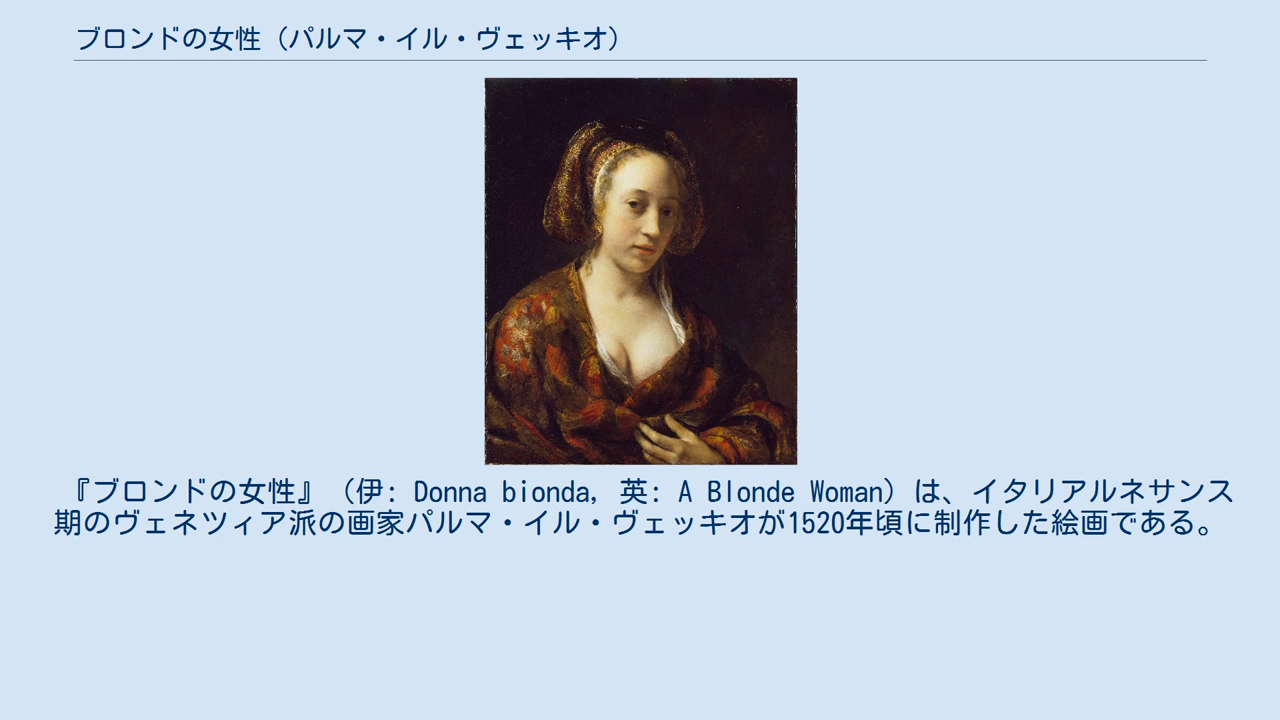 ブロンドの女性（パルマ・イル・ヴェッキオ）
『ブロンドの女性』（伊: Donna bionda, 英: A Blonde Woman）は、イタリアルネサンス
期のヴェネツィア派の画家パルマ・イル・ヴェッキオが1520年頃に制作した絵画である。